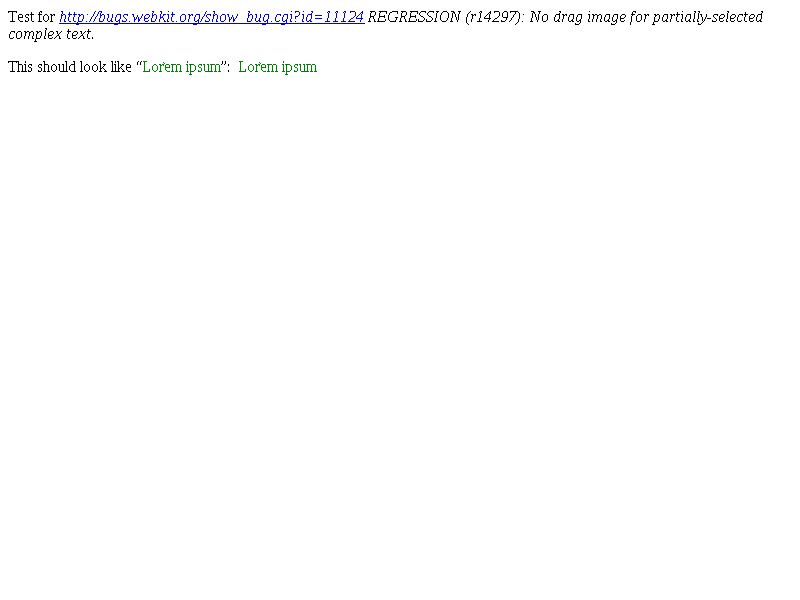 Test for http://bugs.webkit.org/show_bug.cgi?id=11124 REGRESSION (r14297): No drag image for partially-selected
complex text.
This should look like “Lorem ipsum”: Lorem ipsum